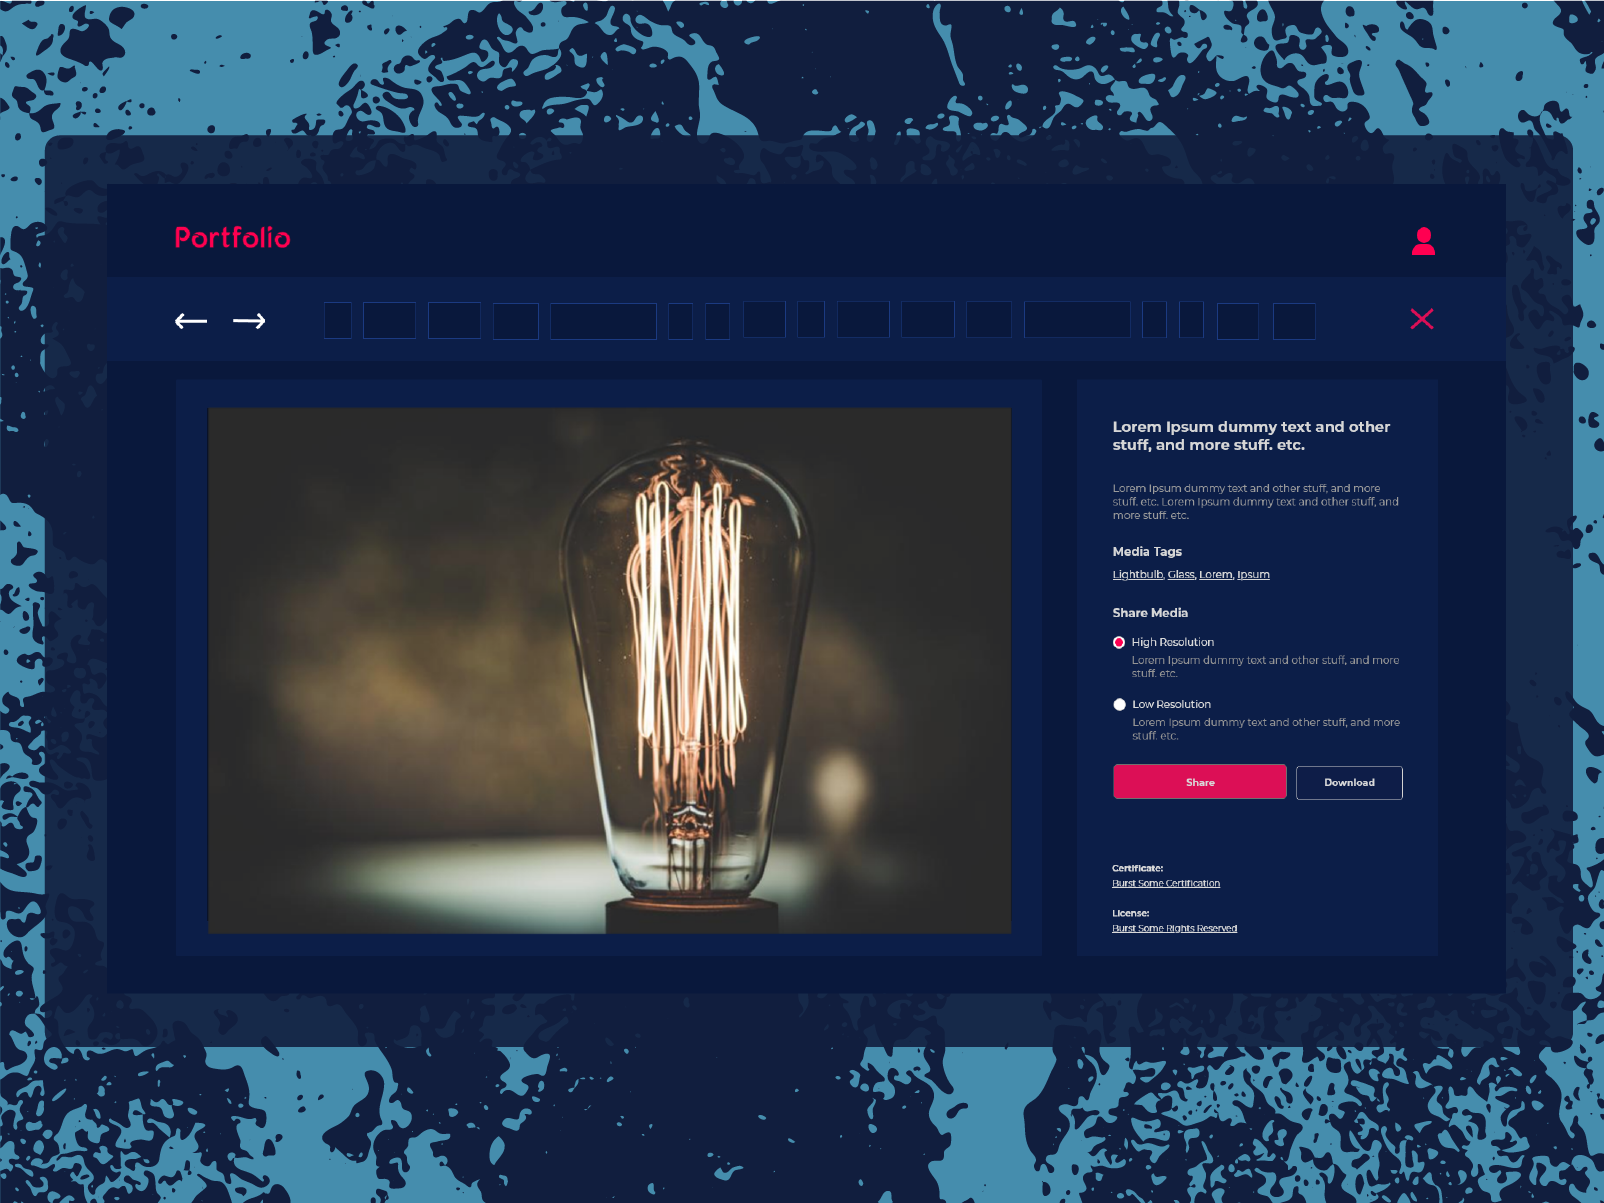 Portfolio
Lorem Ipsum dummy text and other
stuff, and more stuff. etc.
Lorem Ipsum dummy text and other stuff, and more
stuff. etc. Lorem Ipsum dummy text and other stuff, and
more stuff. etc.
Media Tags
Lightbulb, Glass, Lorem, Ipsum
Share Media
High Resolution
Lorem Ipsum dummy text and other stuff, and more
stuff. etc.
Low Resolution
Lorem Ipsum dummy text and other stuff, and more
stuff. etc.
Share Download
Certificate:
Burst Some Certification
License:
Burst Some Rights Reserved